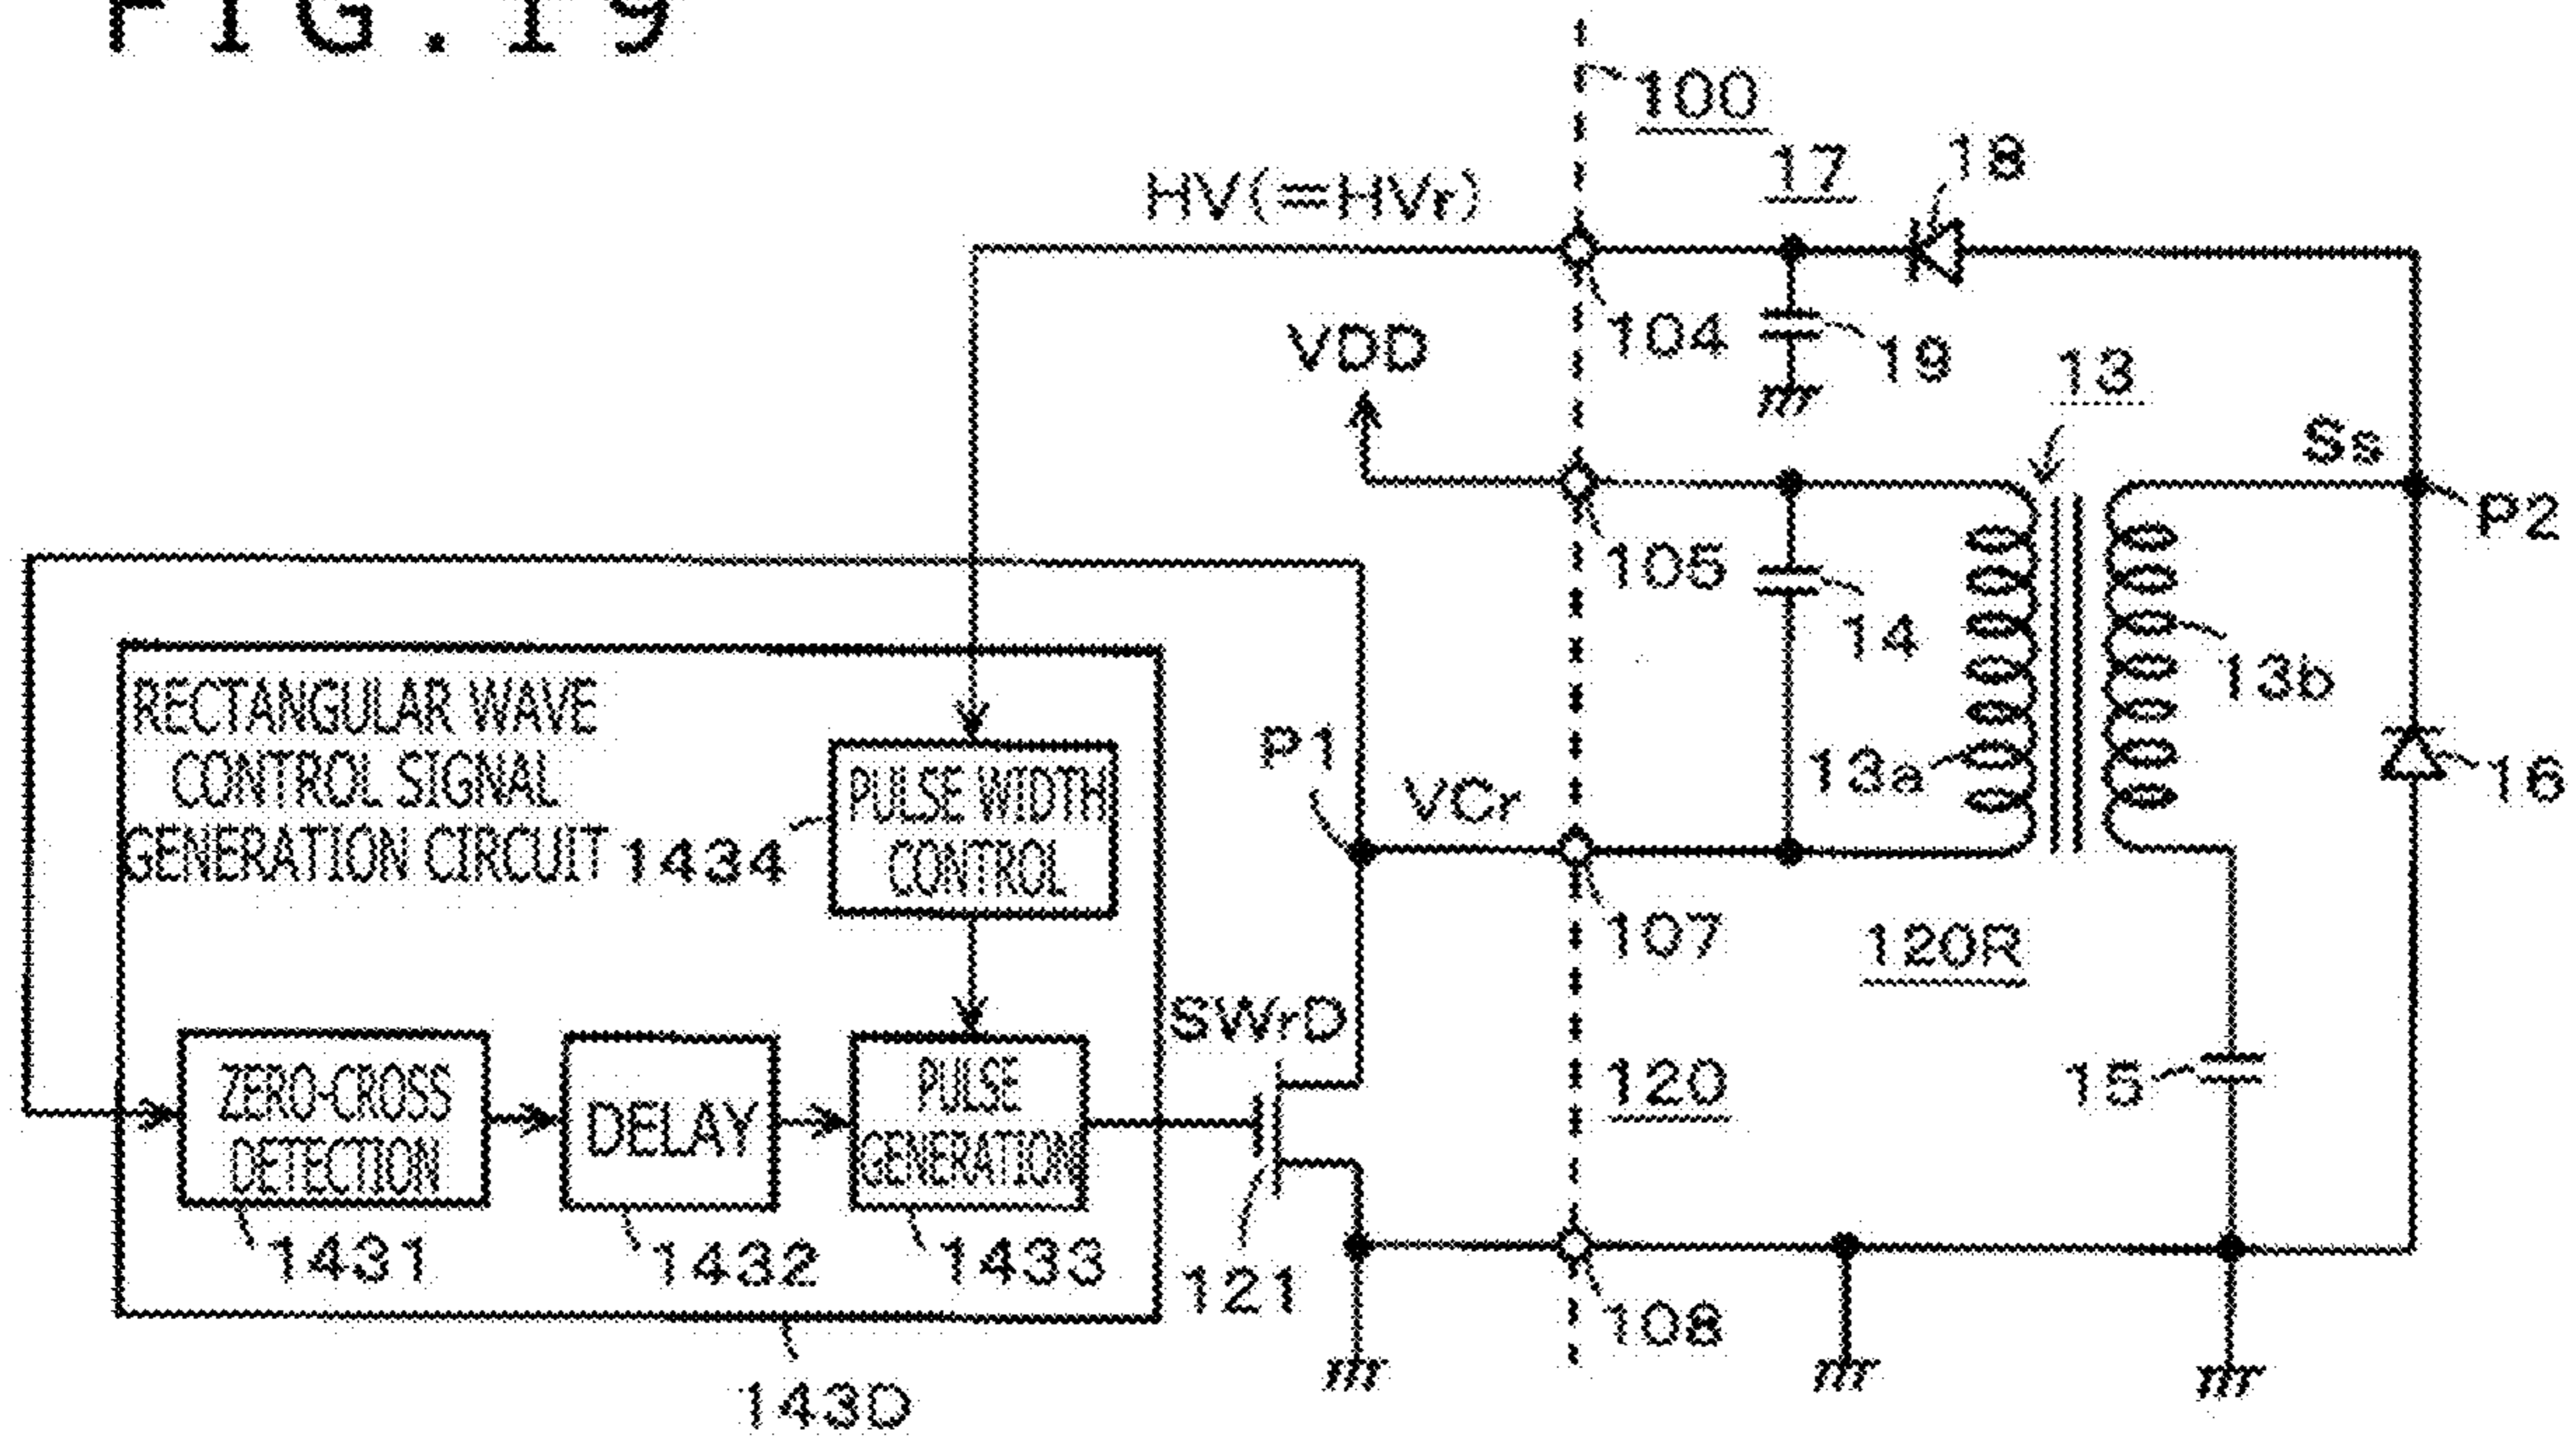 FIG.19
100
17
18
HV(=HVr)
104
19
VDD
13
Ss
P2
105
14
13b
RECTANGULAR WAVE
CONTROL SIGNAL
GENERATION CIRCUIT
1434
PULSE WIDTH
CONTROL
P1
VCr
13a
16
107
120R
SWrD
120
15
ZERO-CROSS
DETECTION
DELAY
PULSE
GENERATION
1431
1432
1433
121
108
143D